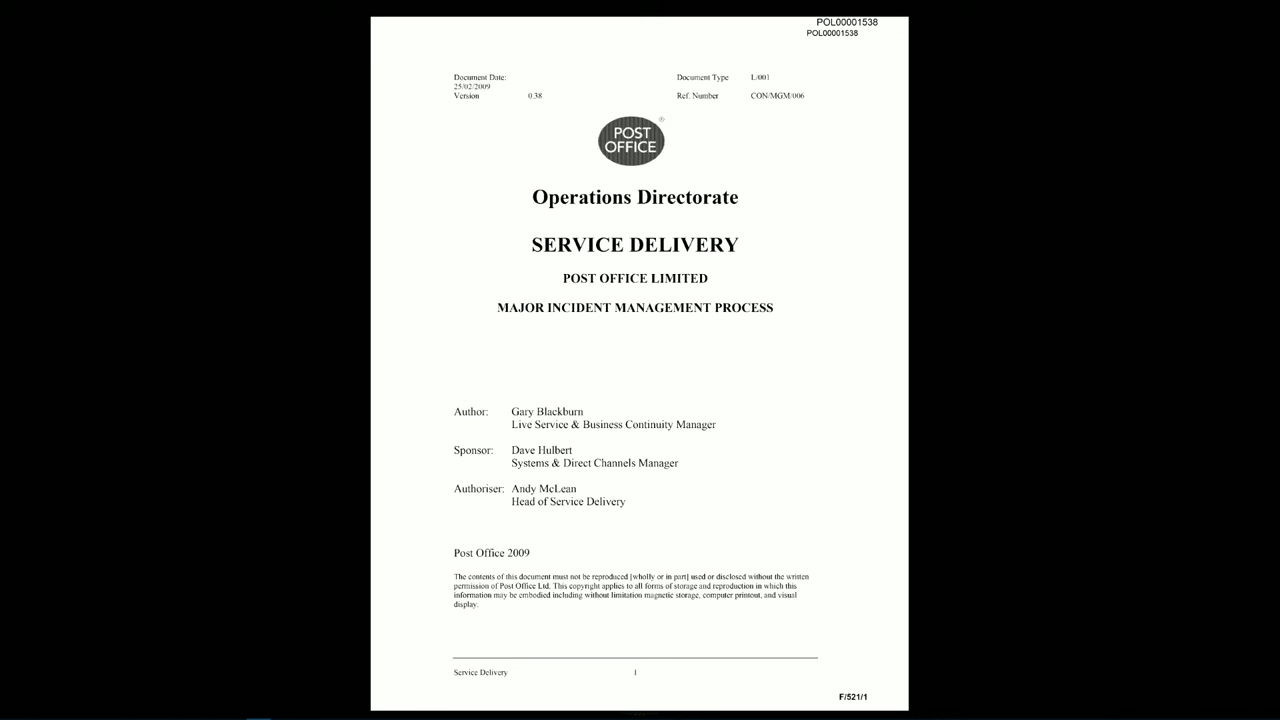 POL00001538
POL00001538
Document Date: Document Type L/001
25/02/2009
Version 0.38 Ref. Number CON/MGM/006
POST
OFFICE
®
Operations Directorate
SERVICE DELIVERY
POST OFFICE LIMITED
MAJOR INCIDENT MANAGEMENT PROCESS
Author: Gary Blackburn
Live Service & Business Continuity Manager
Sponsor: Dave Hulbert
Systems & Direct Channels Manager
Authoriser: Andy McLean
Head of Service Delivery
Post Office 2009
The contents of this document must not be reproduced [wholly or in part] used or disclosed without the written
permission of Post Office Ltd. This copyright applies to all forms of storage and reproduction in which this
information may be embodied including without limitation magnetic storage, computer printout, and visual
display.
Service Delivery 1
F/521/1